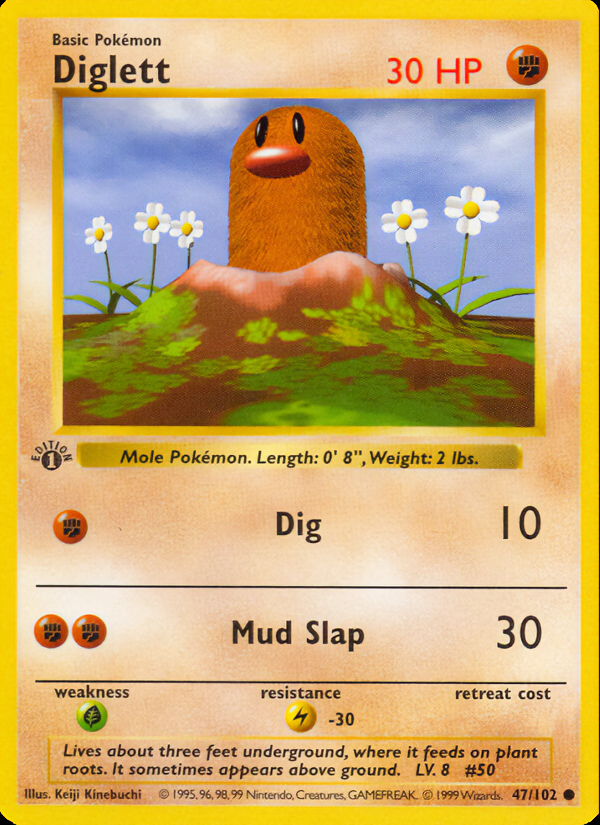 Basic Pokémon
Diglett 30 HP
EDITION
1
Mole Pokémon. Length: 0' 8", Weight: 2 lbs.
Dig 10
Mud Slap 30
weakness resistance retreat cost
-30
Lives about three feet underground, where it feeds on plant
roots. It sometimes appears above ground. LV. 8 #50
Illus. Keiji Kinebuchi © 1995, 96, 98, 99 Nintendo, Creatures, GAMEFREAK. © 1999 Wizards. 47/102